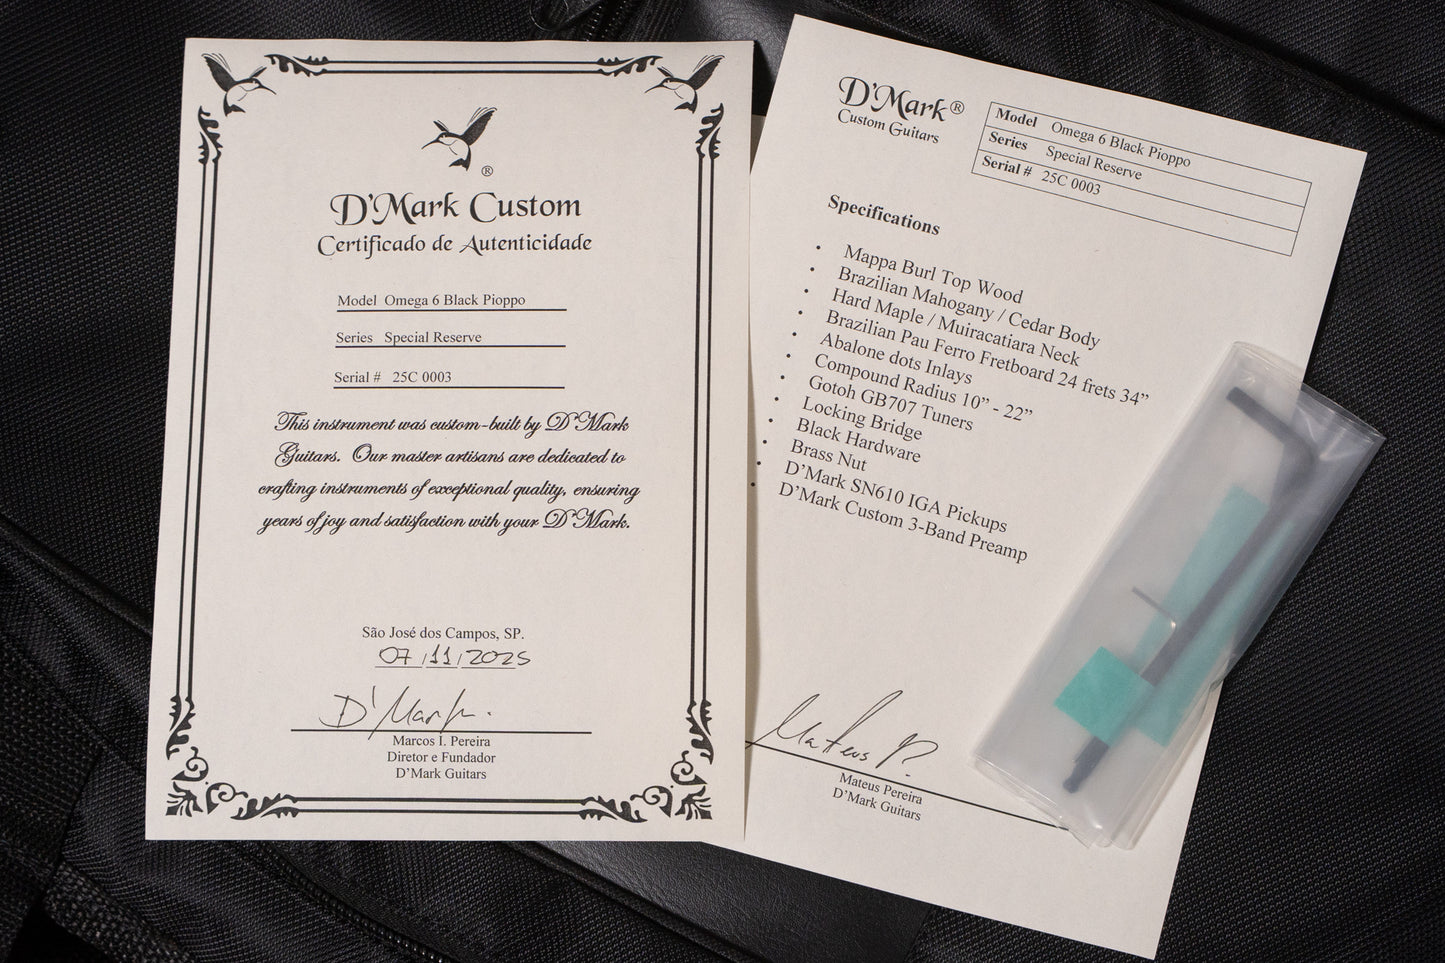 ®
D'Mark Custom
Certificado de Autenticidade
Model Omega 6 Black Pioppo
Series Special Reserve
Serial # 25C 0003
This instrument was custom-built by D'Mark
Guitars. Our master artisans are dedicated to
crafting instruments of exceptional quality, ensuring
years of joy and satisfaction with your D'Mark.
São José dos Campos, SP.
07/11/2025
D'Mark.
Marcos I. Pereira
Diretor e Fundador
D'Mark Guitars
D'Mark®
Custom Guitars
Model Omega 6 Black Pioppo
Series Special Reserve
Serial # 25C 0003
Specifications
• Mappa Burl Top Wood
• Brazilian Mahogany / Cedar Body
• Hard Maple / Muiracatiara Neck
• Brazilian Pau Ferro Fretboard 24 frets 34”
• Abalone dots Inlays
• Compound Radius 10” - 22”
• Gotoh GB707 Tuners
• Locking Bridge
• Black Hardware
• Brass Nut
• D’Mark SN610 IGA Pickups
• D’Mark Custom 3-Band Preamp
Mateus P.
Mateus Pereira
D’Mark Guitars